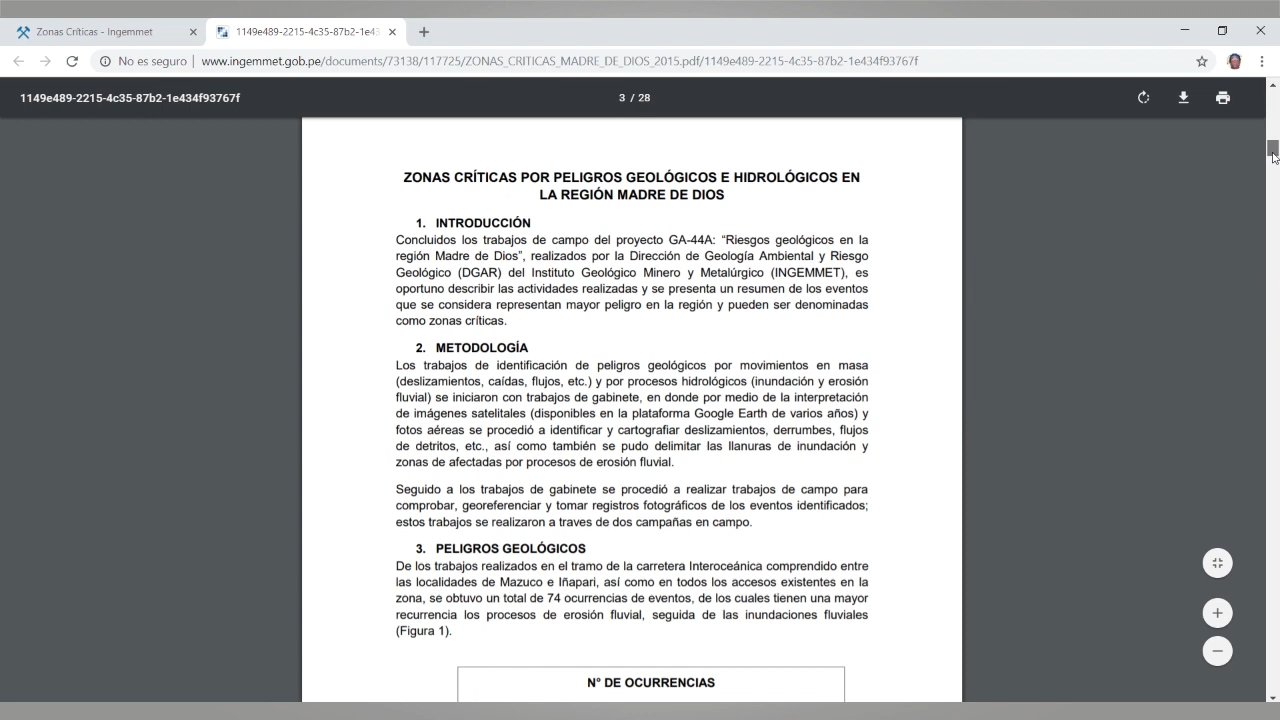 Zonas Críticas - Ingemmet
1149e489-2215-4c35-87b2-1e43
No es seguro | www.ingemmet.gob.pe/documents/73138/117725/ZONAS_CRITICAS_MADRE_DE_DIOS_2015.pdf/1149e489-2215-4c35-87b2-1e434f93767f
1149e489-2215-4c35-87b2-1e434f93767f
3 / 28
ZONAS CRÍTICAS POR PELIGROS GEOLÓGICOS E HIDROLÓGICOS EN
LA REGIÓN MADRE DE DIOS
1. INTRODUCCIÓN
Concluidos los trabajos de campo del proyecto GA-44A: “Riesgos geológicos en la
región Madre de Dios”, realizados por la Dirección de Geología Ambiental y Riesgo
Geológico (DGAR) del Instituto Geológico Minero y Metalúrgico (INGEMMET), es
oportuno describir las actividades realizadas y se presenta un resumen de los eventos
que se considera representan mayor peligro en la región y pueden ser denominadas
como zonas críticas.
2. METODOLOGÍA
Los trabajos de identificación de peligros geológicos por movimientos en masa
(deslizamientos, caídas, flujos, etc.) y por procesos hidrológicos (inundación y erosión
fluvial) se iniciaron con trabajos de gabinete, en donde por medio de la interpretación
de imágenes satelitales (disponibles en la plataforma Google Earth de varios años) y
fotos aéreas se procedió a identificar y cartografiar deslizamientos, derrumbes, flujos
de detritos, etc., así como también se pudo delimitar las llanuras de inundación y
zonas de afectadas por procesos de erosión fluvial.
Seguido a los trabajos de gabinete se procedió a realizar trabajos de campo para
comprobar, georeferenciar y tomar registros fotográficos de los eventos identificados;
estos trabajos se realizaron a traves de dos campañas en campo.
3. PELIGROS GEOLÓGICOS
De los trabajos realizados en el tramo de la carretera Interoceánica comprendido entre
las localidades de Mazuco e Iñapari, así como en todos los accesos existentes en la
zona, se obtuvo un total de 74 ocurrencias de eventos, de los cuales tienen una mayor
recurrencia los procesos de erosión fluvial, seguida de las inundaciones fluviales
(Figura 1).
N° DE OCURRENCIAS